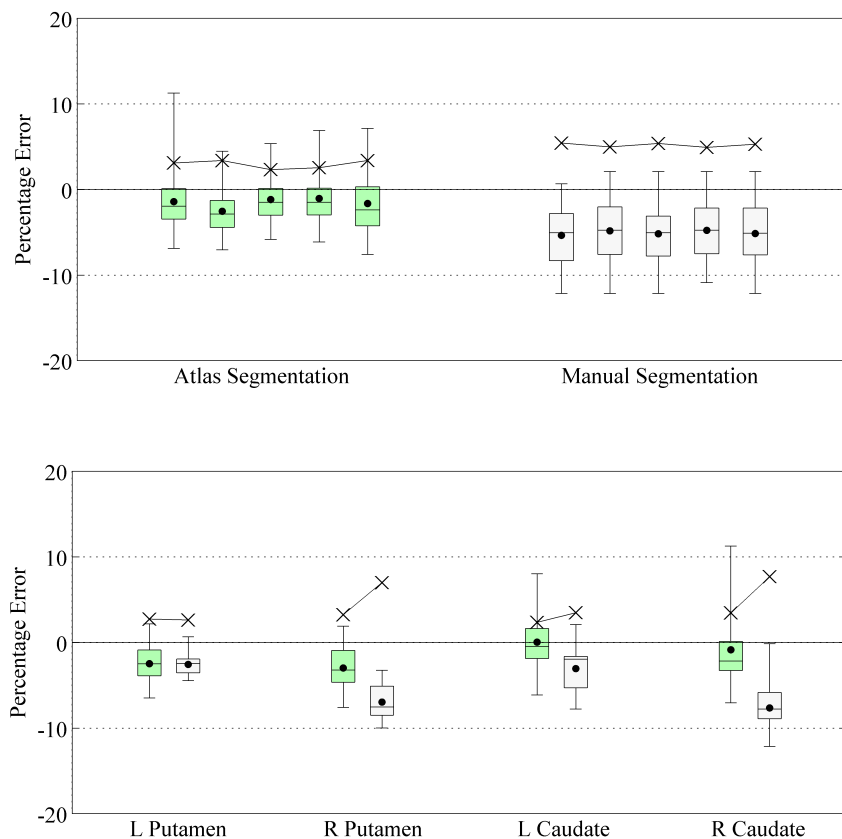 20
10
0
-10
-20
Percentage Error
Atlas Segmentation
Manual Segmentation
20
10
0
-10
-20
Percentage Error
L Putamen
R Putamen
L Caudate
R Caudate